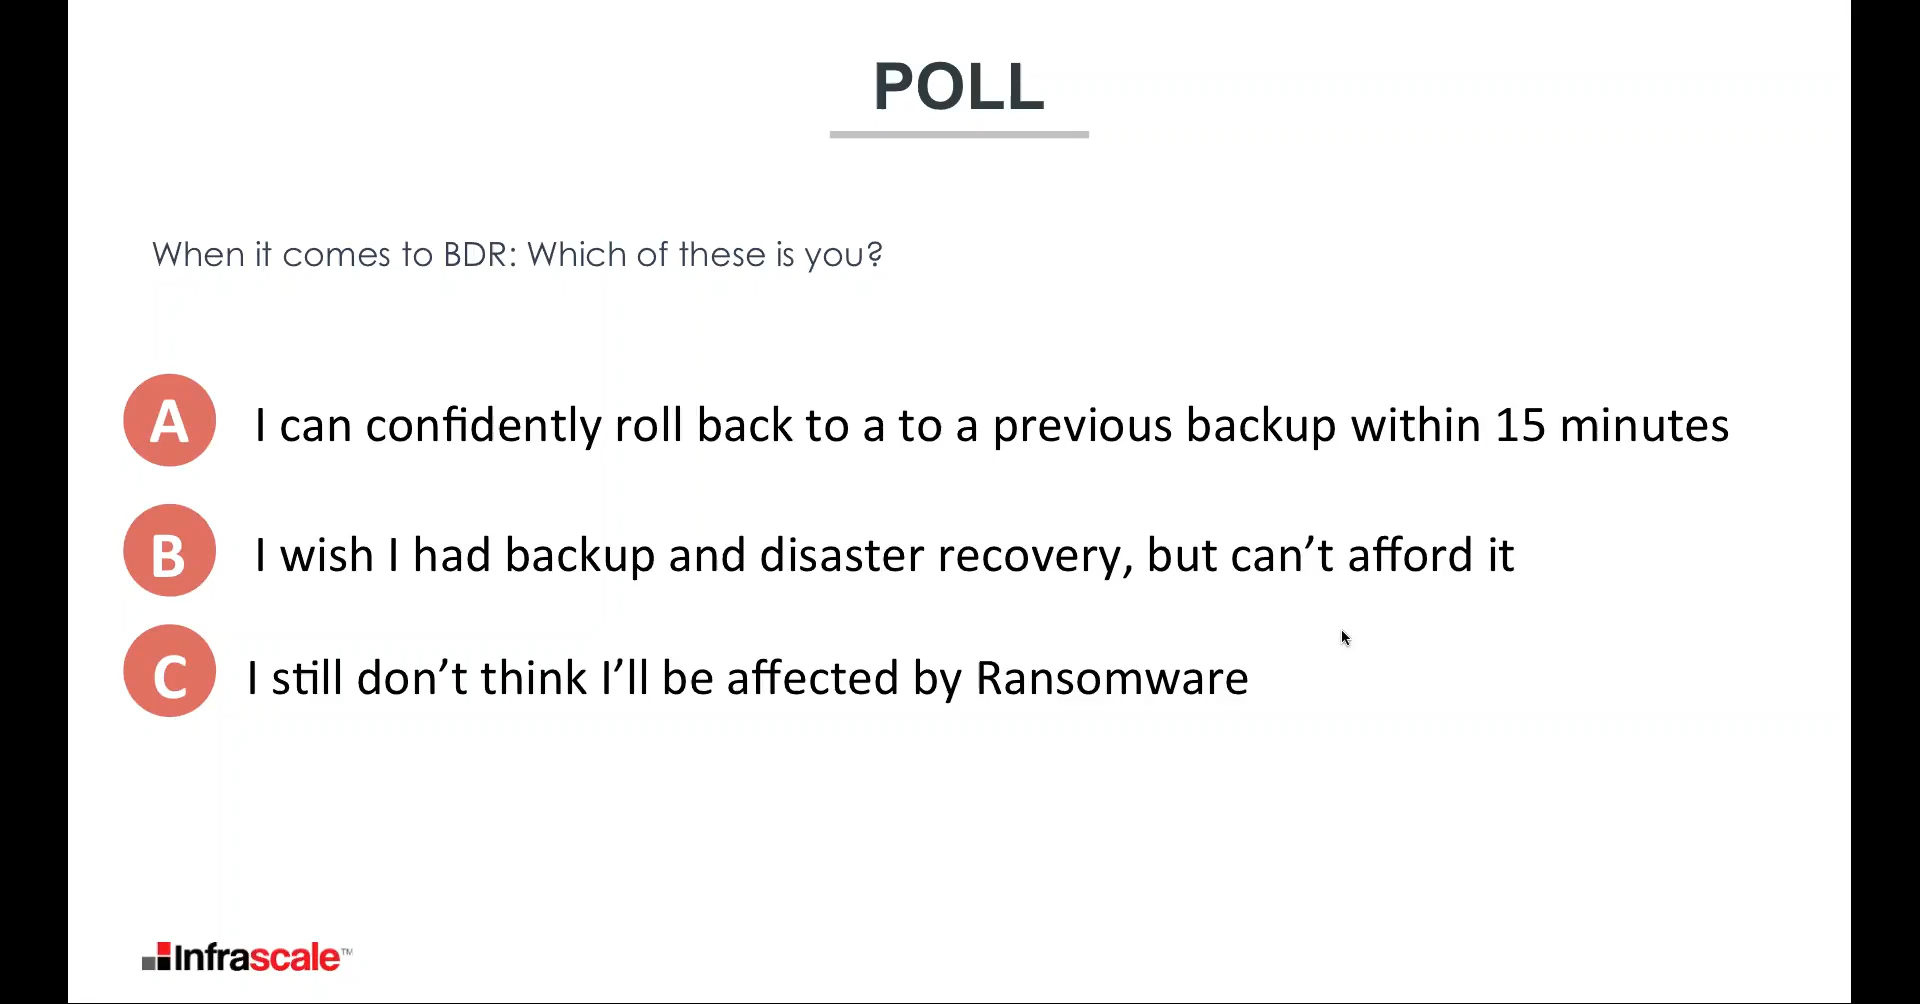 POLL
When it comes to BDR: Which of these is you?
A I can confidently roll back to a to a previous backup within 15 minutes
B I wish I had backup and disaster recovery, but can’t afford it
C I still don’t think I’ll be affected by Ransomware
Infrascale™